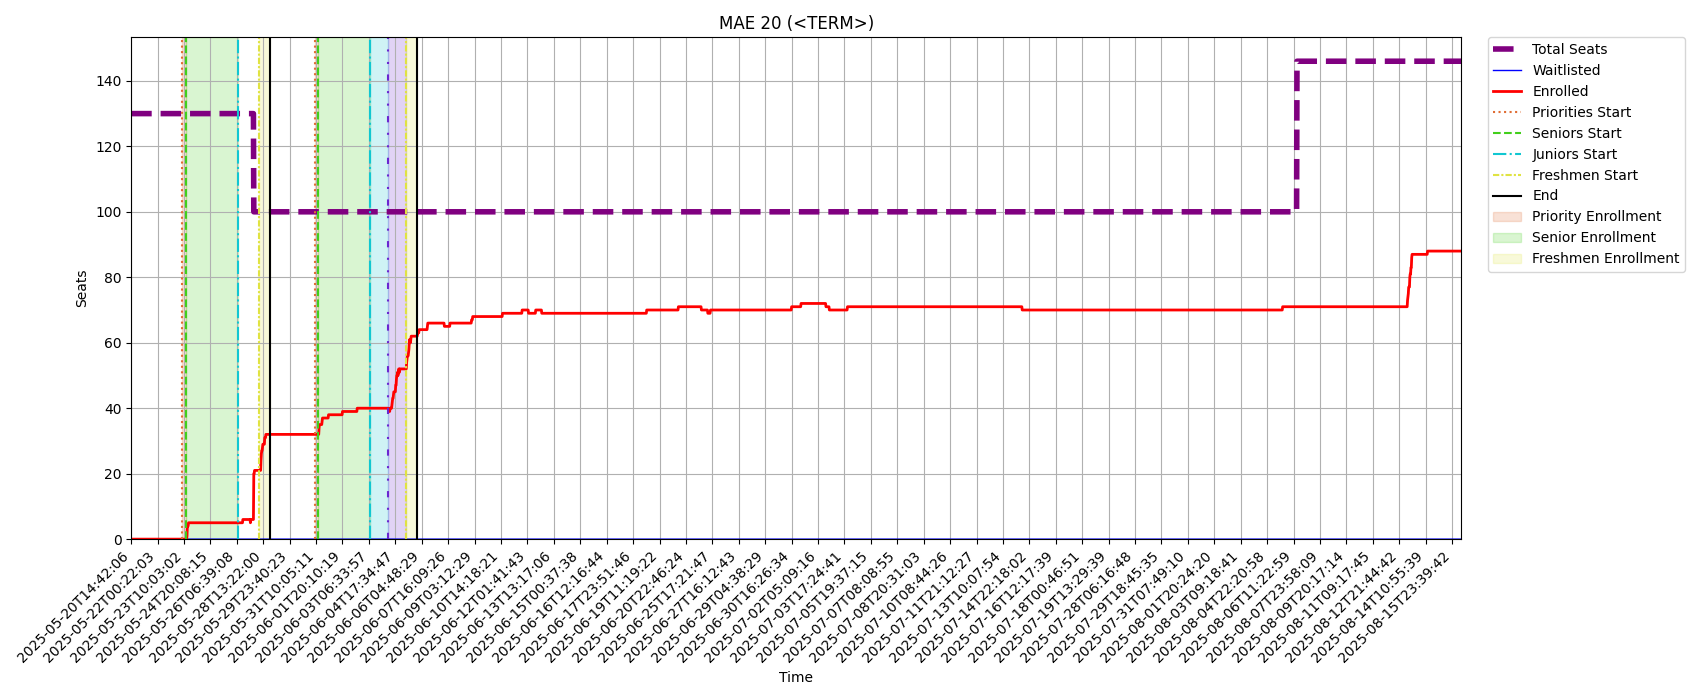 MAE 20 (<TERM>)
Seats
140
120
100
80
60
40
20
0
2025-05-20T14:42:06
2025-05-22T00:22:03
2025-05-23T10:03:02
2025-05-24T20:08:15
2025-05-26T06:39:08
2025-05-28T13:22:00
2025-05-29T23:40:23
2025-05-31T10:05:11
2025-06-01T20:10:19
2025-06-03T06:33:57
2025-06-04T17:34:47
2025-06-06T04:48:29
2025-06-07T16:09:26
2025-06-09T03:12:29
2025-06-10T14:18:21
2025-06-12T01:41:43
2025-06-13T13:17:06
2025-06-15T00:37:38
2025-06-16T12:16:44
2025-06-17T23:51:46
2025-06-19T11:19:22
2025-06-20T22:46:24
2025-06-25T17:21:47
2025-06-27T16:12:43
2025-06-29T04:38:29
2025-06-30T16:26:34
2025-07-02T05:09:16
2025-07-03T17:24:41
2025-07-05T19:37:15
2025-07-07T08:08:55
2025-07-08T20:31:03
2025-07-10T08:44:26
2025-07-11T21:12:27
2025-07-13T10:07:54
2025-07-14T22:18:02
2025-07-16T12:17:39
2025-07-18T00:46:51
2025-07-19T13:29:39
2025-07-28T06:16:48
2025-07-29T18:45:35
2025-07-31T07:49:10
2025-08-01T20:24:20
2025-08-03T09:18:41
2025-08-04T22:20:58
2025-08-06T11:22:59
2025-08-07T23:58:09
2025-08-09T20:17:14
2025-08-11T09:17:45
2025-08-12T21:44:42
2025-08-14T10:55:39
2025-08-15T23:39:42
Time
Total Seats
Waitlisted
Enrolled
Priorities Start
Seniors Start
Juniors Start
Freshmen Start
End
Priority Enrollment
Senior Enrollment
Freshmen Enrollment